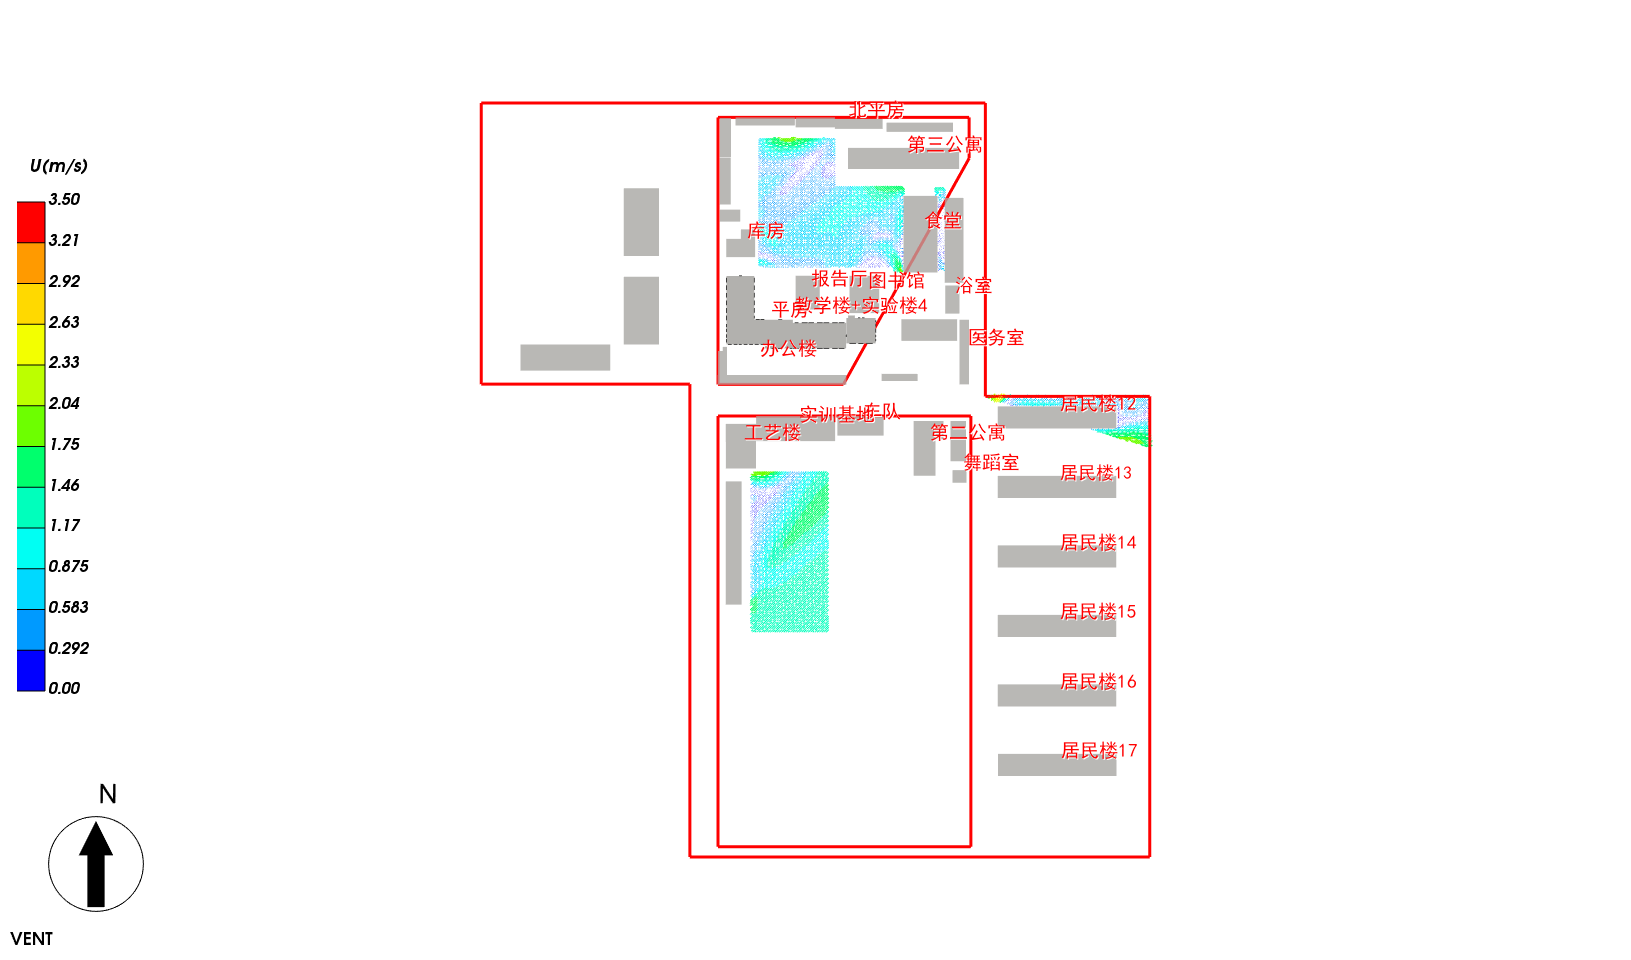 U(m/s)
3.50
3.21
2.92
2.63
2.33
2.04
1.75
1.46
1.17
0.875
0.583
0.292
0.00
N
VENT
北平房
第三公寓
食堂
库房
报告厅
图书馆
浴室
教学楼+实验楼4
平房
医务室
办公楼
实训基地
车队
工艺楼
第二公寓
舞蹈室
居民楼12
居民楼13
居民楼14
居民楼15
居民楼16
居民楼17